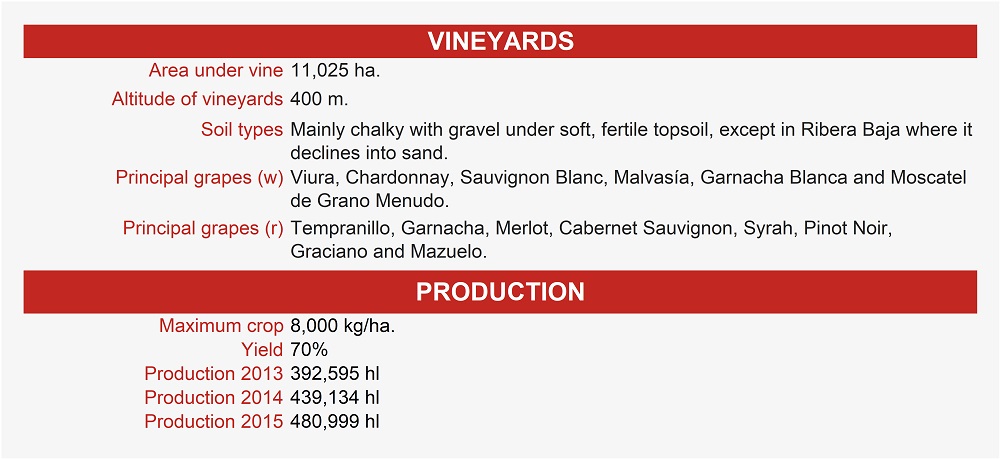 VINEYARDS
Area under vine 11,025 ha.
Altitude of vineyards 400 m.
Soil types Mainly chalky with gravel under soft, fertile topsoil, except in Ribera Baja where it
declines into sand.
Principal grapes (w) Viura, Chardonnay, Sauvignon Blanc, Malvasía, Garnacha Blanca and Moscatel
de Grano Menudo.
Principal grapes (r) Tempranillo, Garnacha, Merlot, Cabernet Sauvignon, Syrah, Pinot Noir,
Graciano and Mazuelo.
PRODUCTION
Maximum crop 8,000 kg/ha.
Yield 70%
Production 2013 392,595 hl
Production 2014 439,134 hl
Production 2015 480,999 hl